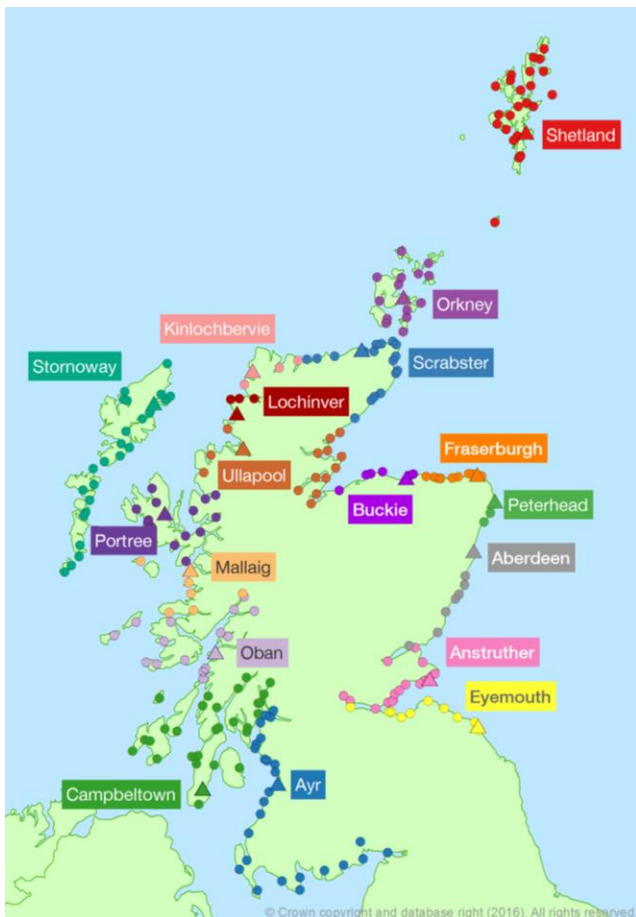 Shetland
Orkney
Kinlochbervie
Scrabster
Stornoway
Lochinver
Fraserburgh
Ullapool
Buckie
Peterhead
Portree
Aberdeen
Mallaig
Anstruther
Oban
Eyemouth
Campbeltown
Ayr
© Crown copyright and database right (2016). All rights reserved